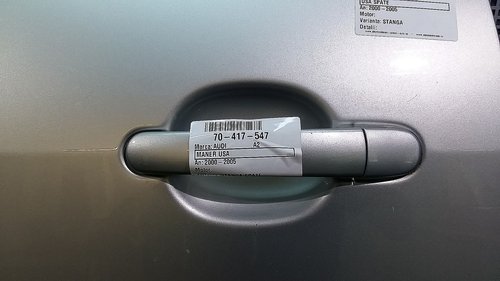 USA SPATE
An: 2000 - 2005
Motor:
Varianta: STANGA
Detalii:
70-417-547
Marca: AUDI A2
MANER USA
An: 2000 - 2005
Motor: